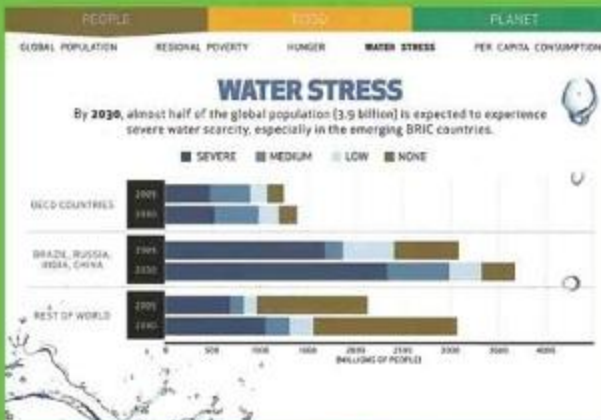 PEOPLE FOOD PLANET
GLOBAL POPULATION REGIONAL POVERTY HUNGER WATER STRESS PER CAPITA CONSUMPTION
WATER STRESS
By 2030, almost half of the global population (3.9 billion) is expected to experience
severe water scarcity, especially in the emerging BRIC countries.
SEVERE MEDIUM LOW NONE
OECD COUNTRIES
2005
2030
BRAZIL, RUSSIA,
INDIA, CHINA
2005
2030
REST OF WORLD
2005
2030
0 500 1000 1500 2000 2500 3000 3500 4000
(MILLIONS OF PEOPLE)